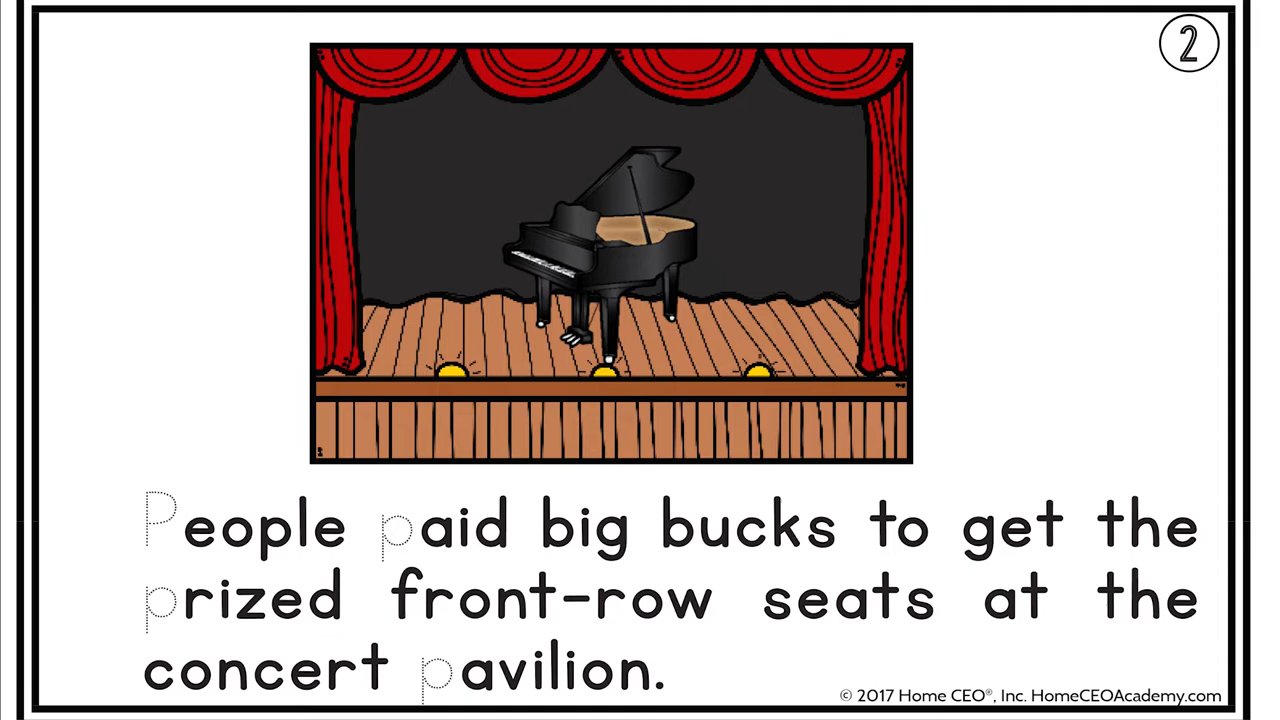 2
People paid big bucks to get the
prized front-row seats at the
concert pavilion.
© 2017 Home CEO®, Inc. HomeCEOAcademy.com